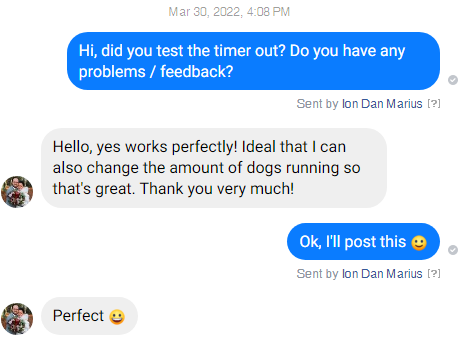 Mar 30, 2022, 4:08 PM
Hi, did you test the timer out? Do you have any
problems / feedback?
Sent by Ion Dan Marius [?]
Hello, yes works perfectly! Ideal that I can
also change the amount of dogs running so
that's great. Thank you very much!
Ok, I'll post this 😀
Sent by Ion Dan Marius [?]
Perfect 😀